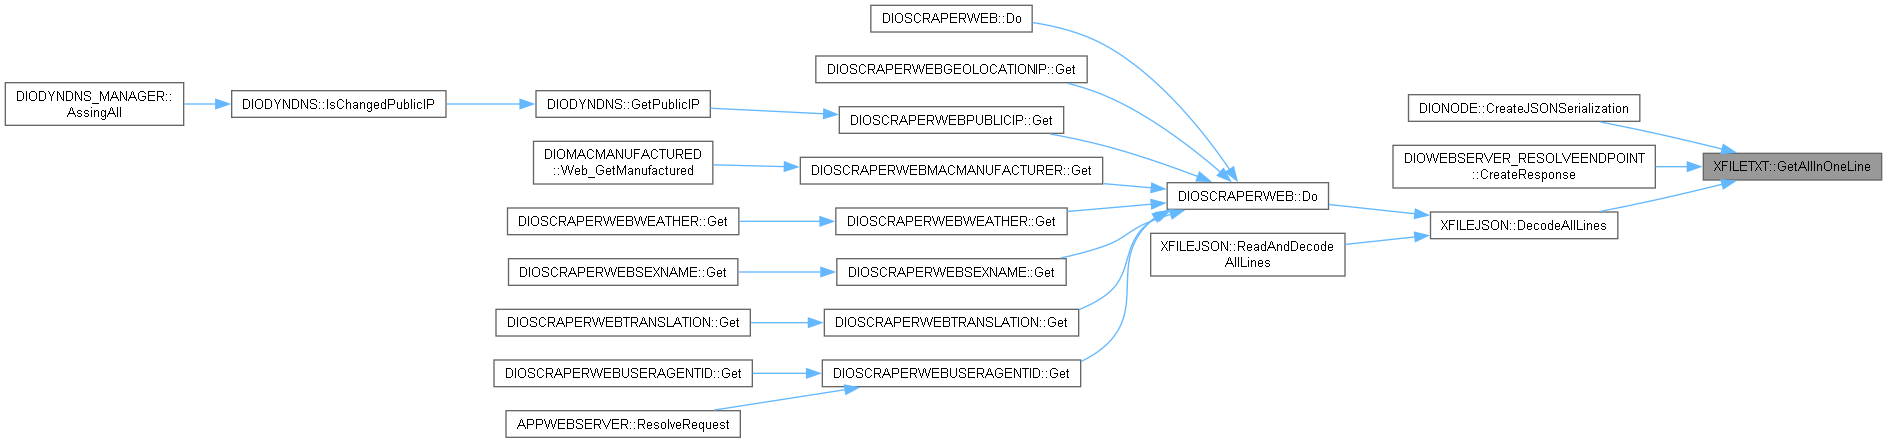 DIOSCRAPERWEB::Do
DIOSCRAPERWEBGEOLOCATIONIP::Get
DIODYNDNS_MANAGER::
AssingAll
DIODYNDNS::IsChangedPublicIP
DIODYNDNS::GetPublicIP
DIOSCRAPERWEBPUBLICIP::Get
DIONODE::CreateJSONSerialization
DIOMACMANUFACTURED
::Web_GetManufactured
DIOSCRAPERWEBMACMANUFACTURER::Get
DIOWEBSERVER_RESOLVEENDPOINT
::CreateResponse
XFILETXT::GetAllInOneLine
DIOSCRAPERWEB::Do
DIOSCRAPERWEBWEATHER::Get
DIOSCRAPERWEBWEATHER::Get
XFILEJSON::DecodeAllLines
XFILEJSON::ReadAndDecode
AllLines
DIOSCRAPERWEBSEXNAME::Get
DIOSCRAPERWEBSEXNAME::Get
DIOSCRAPERWEBTRANSLATION::Get
DIOSCRAPERWEBTRANSLATION::Get
DIOSCRAPERWEBUSERAGENTID::Get
DIOSCRAPERWEBUSERAGENTID::Get
APPWEBSERVER::ResolveRequest